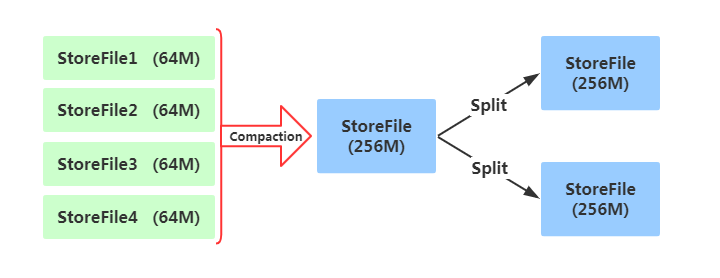 StoreFile1 (64M)
StoreFile2 (64M)
StoreFile3 (64M)
StoreFile4 (64M)
Compaction
StoreFile
(256M)
Split
Split
StoreFile
(256M)
StoreFile
(256M)